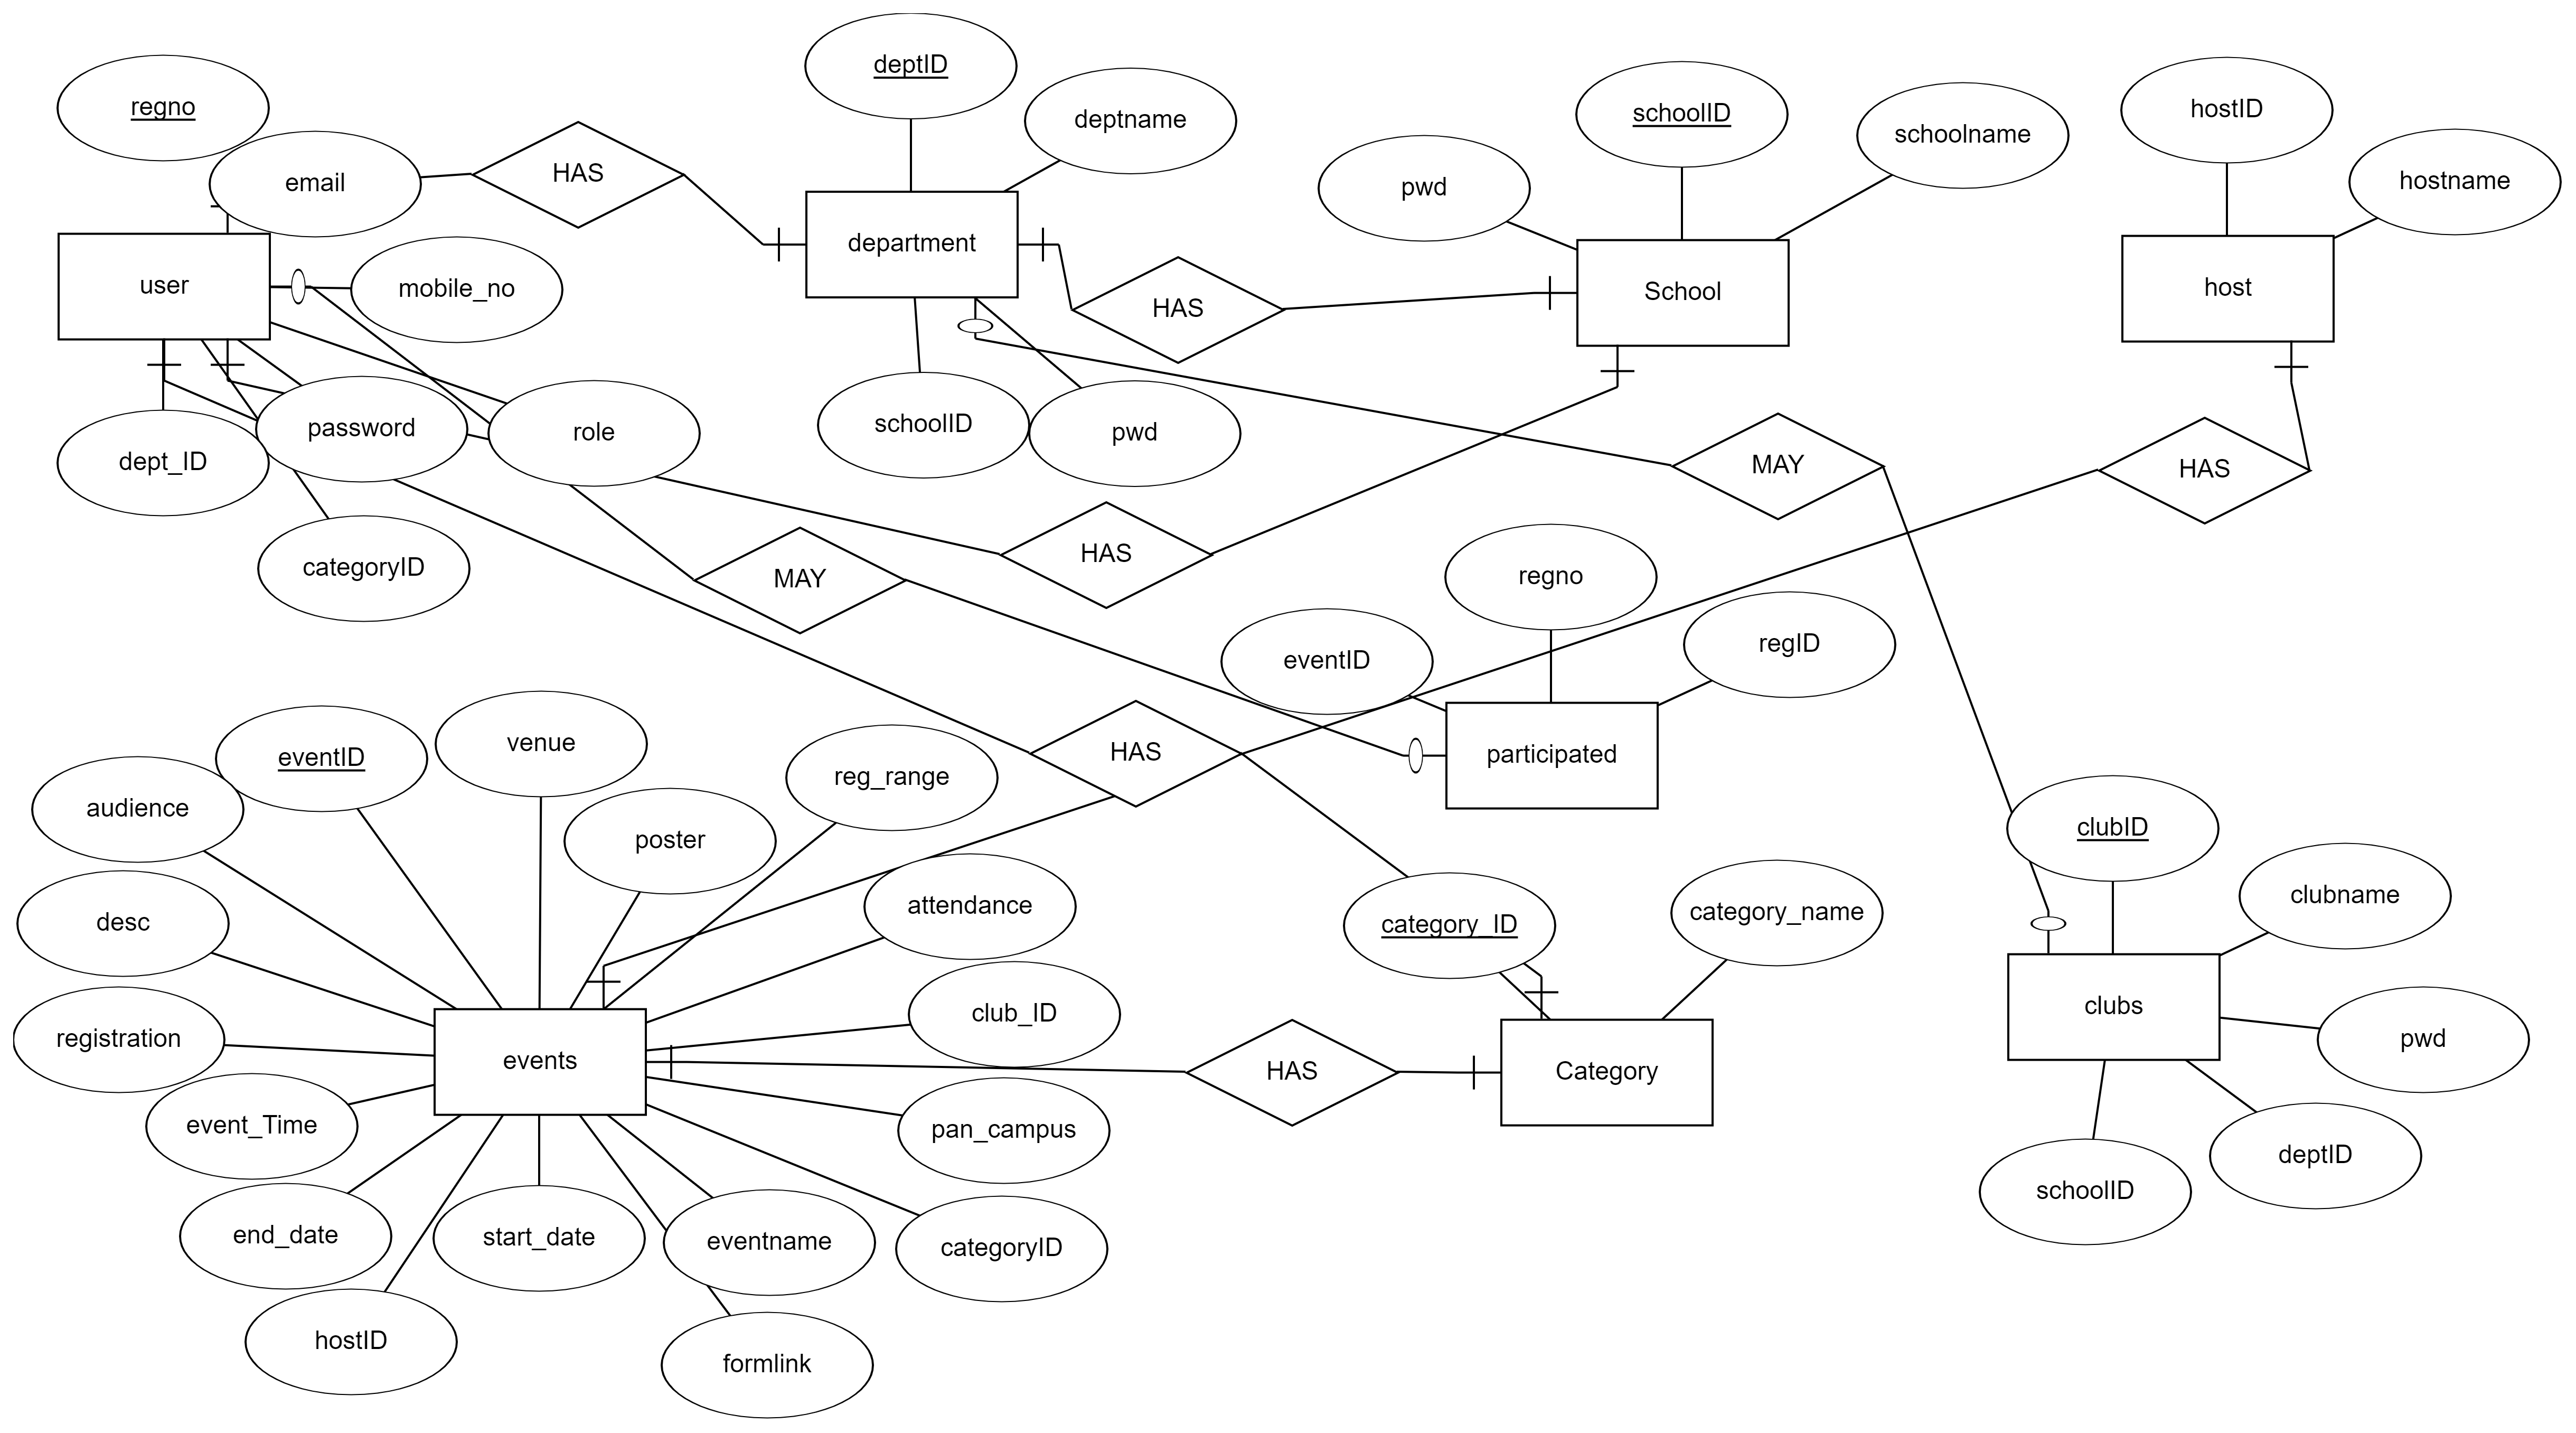 deptID
regno
deptname
schoolID
schoolname
hostID
hostname
pwd
email
HAS
user
department
School
host
mobile_no
HAS
dept_ID
password
role
schoolID
pwd
MAY
HAS
categoryID
MAY
HAS
regno
eventID
regID
audience
eventID
venue
poster
reg_range
HAS
participated
clubID
desc
attendance
category_ID
category_name
clubname
registration
events
club_ID
HAS
Category
clubs
pwd
event_Time
pan_campus
schoolID
deptID
end_date
start_date
eventname
categoryID
hostID
formlink